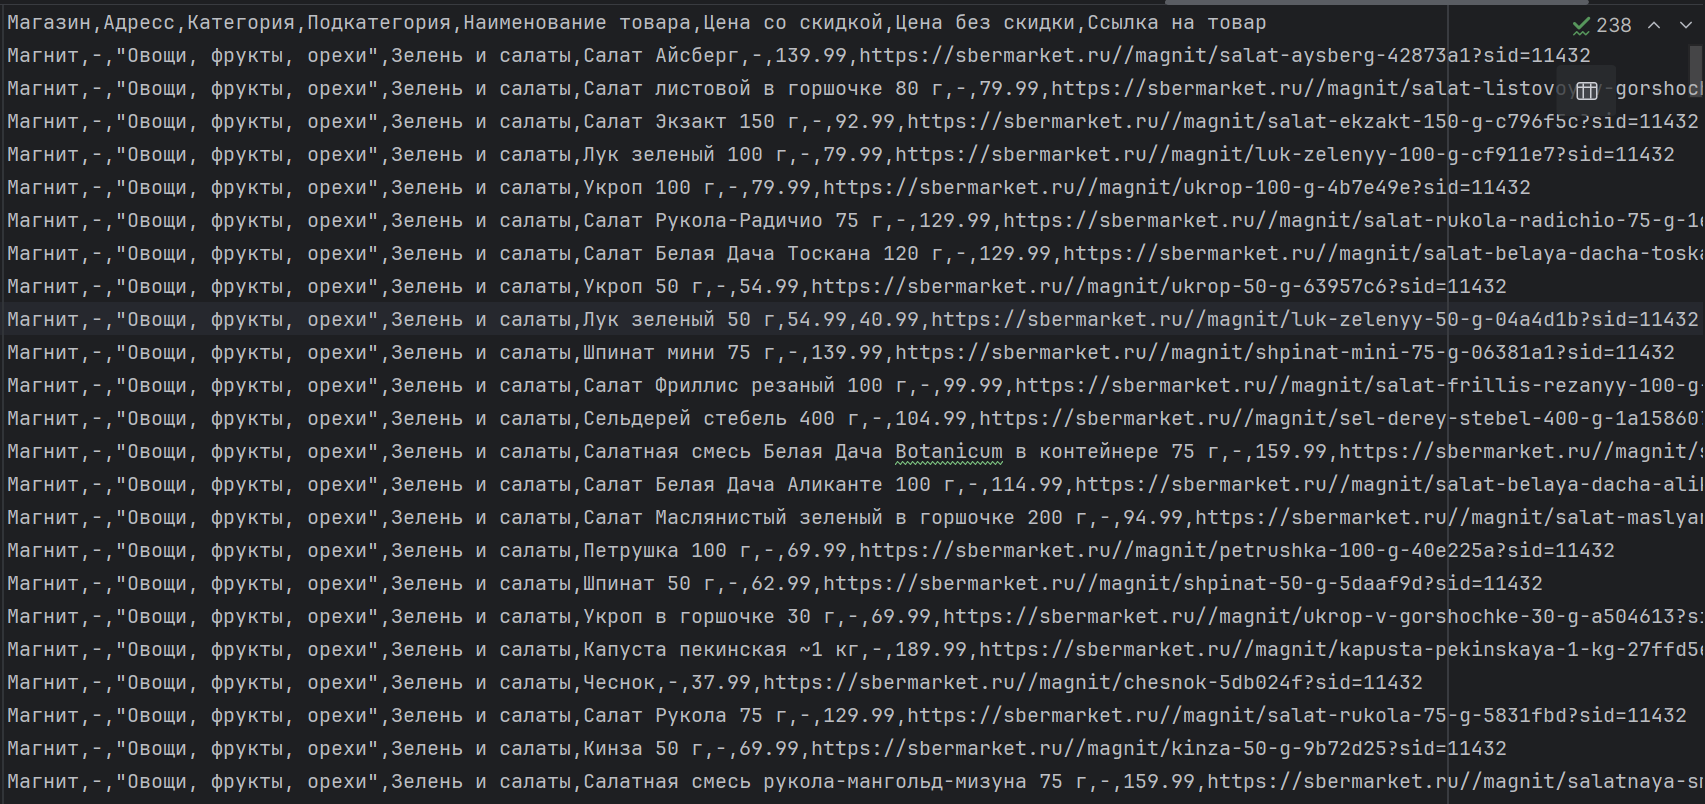 Магазин,Адресс,Категория,Подкатегория,Наименование товара,Цена со скидкой,Цена без скидки,Ссылка на товар
238
Магнит,-,"Овощи, фрукты, орехи",Зелень и салаты,Салат Айсберг,-,139.99,https://sbermarket.ru//magnit/salat-aysberg-42873a1?sid=11432
Магнит,-,"Овощи, фрукты, орехи",Зелень и салаты,Салат листовой в горшочке 80 г,-,79.99,https://sbermarket.ru//magnit/salat-listovoy-v-gorshoc
Магнит,-,"Овощи, фрукты, орехи",Зелень и салаты,Салат Экзакт 150 г,-,92.99,https://sbermarket.ru//magnit/salat-ekzakt-150-g-c796f5c?sid=11432
Магнит,-,"Овощи, фрукты, орехи",Зелень и салаты,Лук зеленый 100 г,-,79.99,https://sbermarket.ru//magnit/luk-zelenyy-100-g-cf911e7?sid=11432
Магнит,-,"Овощи, фрукты, орехи",Зелень и салаты,Укроп 100 г,-,79.99,https://sbermarket.ru//magnit/ukrop-100-g-4b7e49e?sid=11432
Магнит,-,"Овощи, фрукты, орехи",Зелень и салаты,Салат Рукола-Радичио 75 г,-,129.99,https://sbermarket.ru//magnit/salat-rukola-radichio-75-g-1e
Магнит,-,"Овощи, фрукты, орехи",Зелень и салаты,Салат Белая Дача Тоскана 120 г,-,129.99,https://sbermarket.ru//magnit/salat-belaya-dacha-toska
Магнит,-,"Овощи, фрукты, орехи",Зелень и салаты,Укроп 50 г,-,54.99,https://sbermarket.ru//magnit/ukrop-50-g-63957c6?sid=11432
Магнит,-,"Овощи, фрукты, орехи",Зелень и салаты,Лук зеленый 50 г,54.99,40.99,https://sbermarket.ru//magnit/luk-zelenyy-50-g-04a4d1b?sid=11432
Магнит,-,"Овощи, фрукты, орехи",Зелень и салаты,Шпинат мини 75 г,-,139.99,https://sbermarket.ru//magnit/shpinat-mini-75-g-06381a1?sid=11432
Магнит,-,"Овощи, фрукты, орехи",Зелень и салаты,Салат Фриллис резаный 100 г,-,99.99,https://sbermarket.ru//magnit/salat-frillis-rezanyy-100-g-
Магнит,-,"Овощи, фрукты, орехи",Зелень и салаты,Сельдерей стебель 400 г,-,104.99,https://sbermarket.ru//magnit/sel-derey-stebel-400-g-1a15860
Магнит,-,"Овощи, фрукты, орехи",Зелень и салаты,Салатная смесь Белая Дача Botanicum в контейнере 75 г,-,159.99,https://sbermarket.ru//magnit/s
Магнит,-,"Овощи, фрукты, орехи",Зелень и салаты,Салат Белая Дача Аликанте 100 г,-,114.99,https://sbermarket.ru//magnit/salat-belaya-dacha-alik
Магнит,-,"Овощи, фрукты, орехи",Зелень и салаты,Салат Маслянистый зеленый в горшочке 200 г,-,94.99,https://sbermarket.ru//magnit/salat-maslyan
Магнит,-,"Овощи, фрукты, орехи",Зелень и салаты,Петрушка 100 г,-,69.99,https://sbermarket.ru//magnit/petrushka-100-g-40e225a?sid=11432
Магнит,-,"Овощи, фрукты, орехи",Зелень и салаты,Шпинат 50 г,-,62.99,https://sbermarket.ru//magnit/shpinat-50-g-5daaf9d?sid=11432
Магнит,-,"Овощи, фрукты, орехи",Зелень и салаты,Укроп в горшочке 30 г,-,69.99,https://sbermarket.ru//magnit/ukrop-v-gorshochke-30-g-a504613?si
Магнит,-,"Овощи, фрукты, орехи",Зелень и салаты,Капуста пекинская ~1 кг,-,189.99,https://sbermarket.ru//magnit/kapusta-pekinskaya-1-kg-27ffd5e
Магнит,-,"Овощи, фрукты, орехи",Зелень и салаты,Чеснок,-,37.99,https://sbermarket.ru//magnit/chesnok-5db024f?sid=11432
Магнит,-,"Овощи, фрукты, орехи",Зелень и салаты,Салат Рукола 75 г,-,129.99,https://sbermarket.ru//magnit/salat-rukola-75-g-5831fbd?sid=11432
Магнит,-,"Овощи, фрукты, орехи",Зелень и салаты,Кинза 50 г,-,69.99,https://sbermarket.ru//magnit/kinza-50-g-9b72d25?sid=11432
Магнит,-,"Овощи, фрукты, орехи",Зелень и салаты,Салатная смесь рукола-мангольд-мизуна 75 г,-,159.99,https://sbermarket.ru//magnit/salatnaya-sm